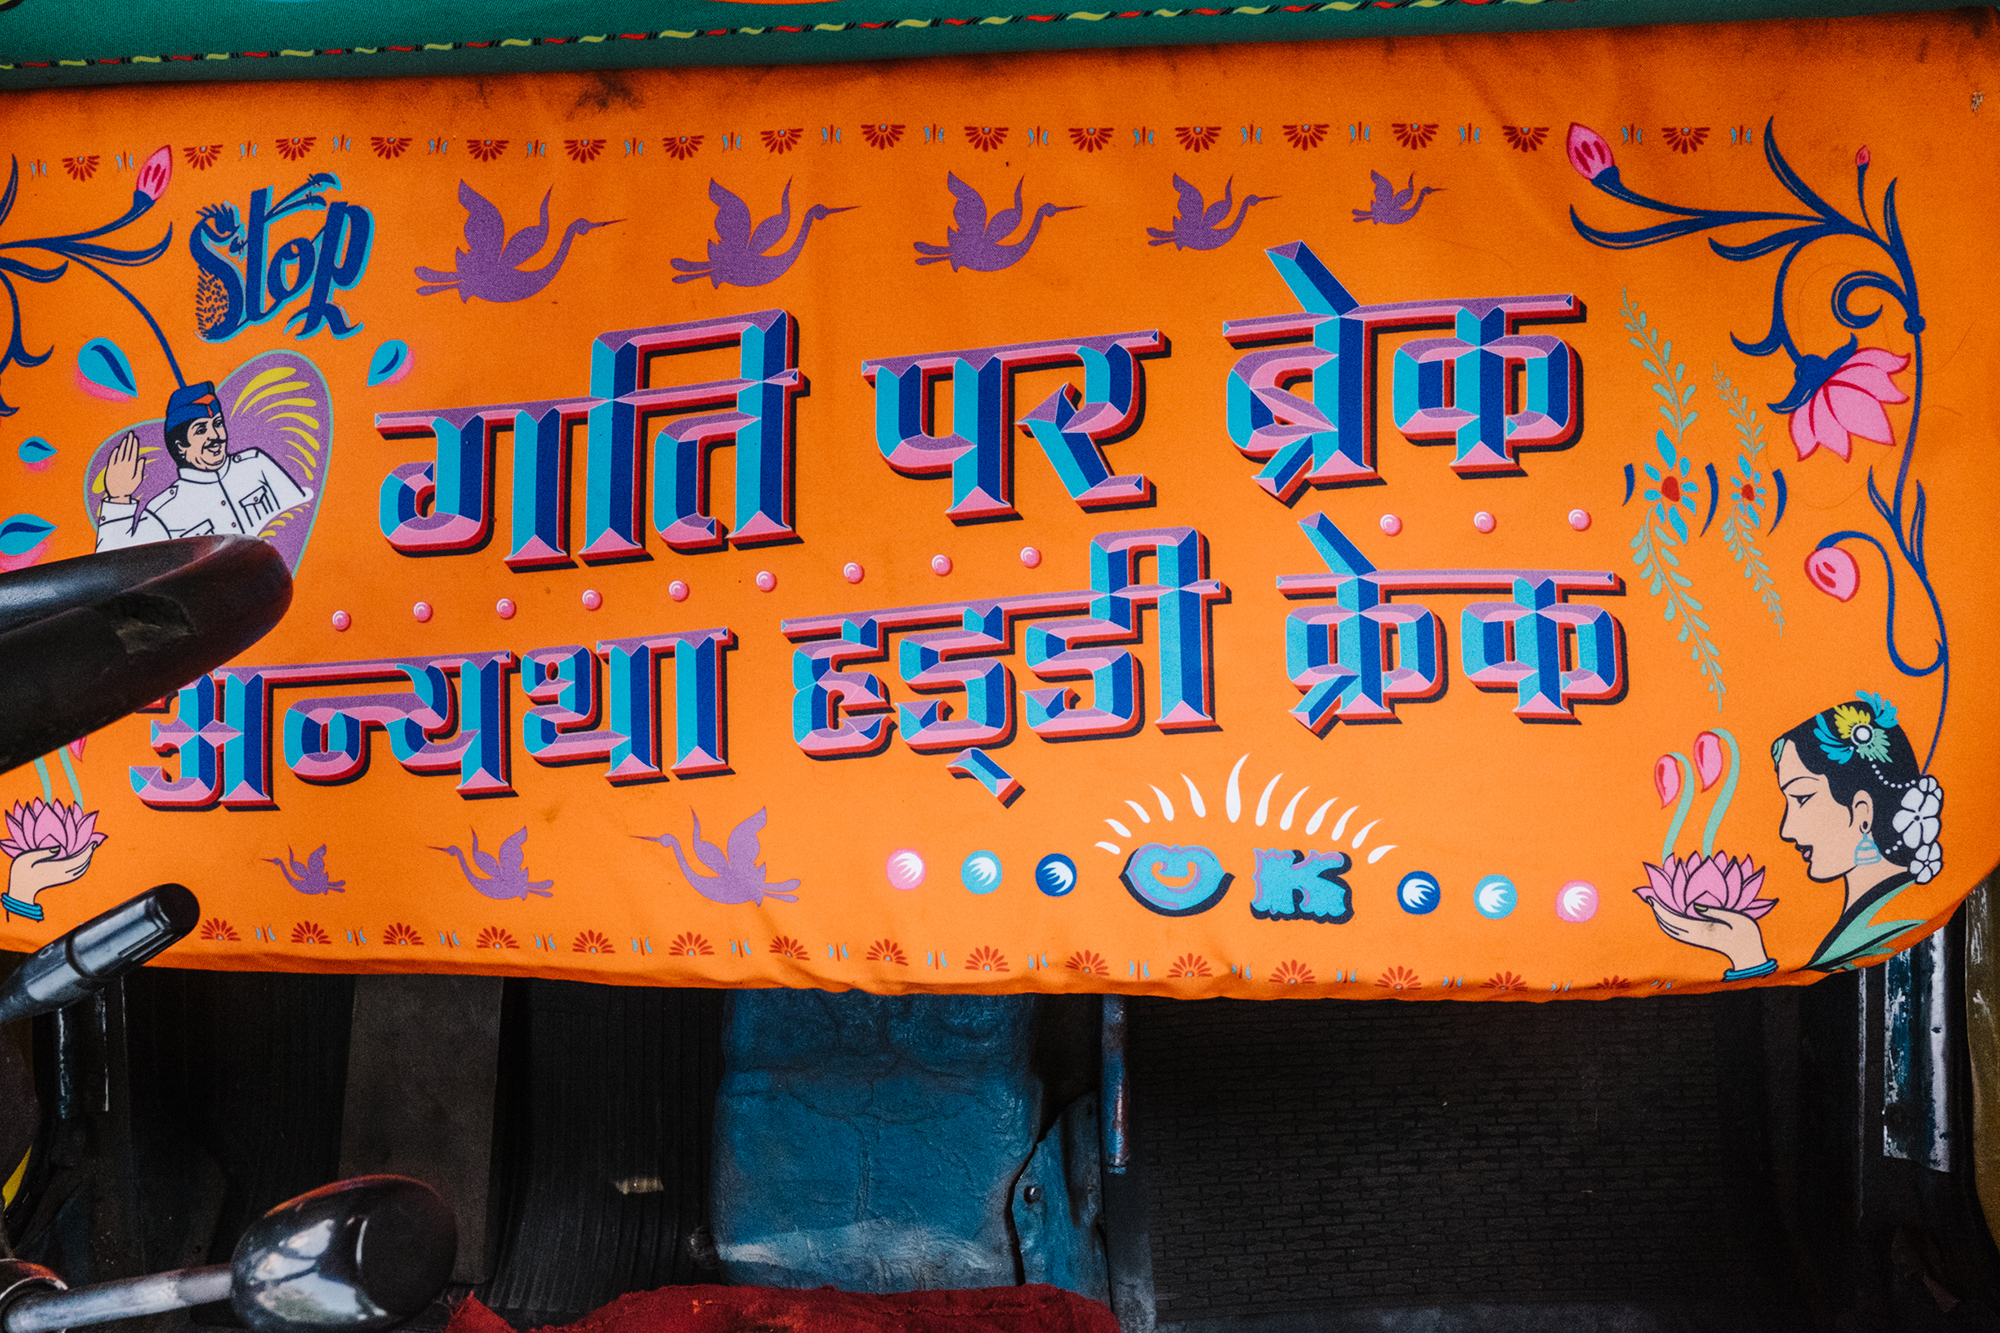 Stop
गति पर ब्रेक
अन्यथा हड्डी क्रेक
OK